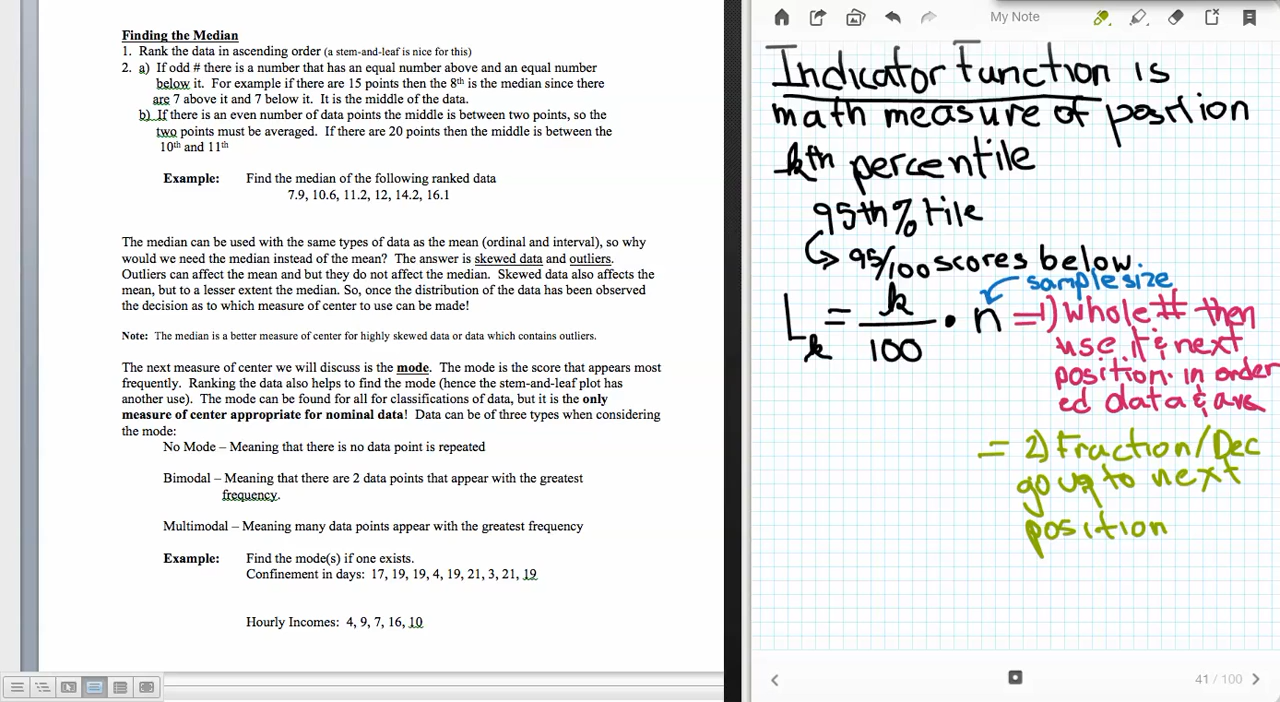 Finding the Median
1. Rank the data in ascending order (a stem-and-leaf is nice for this)
2. a) If odd # there is a number that has an equal number above and an equal number
below it. For example if there are 15 points then the 8th is the median since there
are 7 above it and 7 below it. It is the middle of the data.
b) If there is an even number of data points the middle is between two points, so the
two points must be averaged. If there are 20 points then the middle is between the
10th and 11th
Example: Find the median of the following ranked data
7.9, 10.6, 11.2, 12, 14.2, 16.1
The median can be used with the same types of data as the mean (ordinal and interval), so why
would we need the median instead of the mean? The answer is skewed data and outliers.
Outliers can affect the mean and but they do not affect the median. Skewed data also affects the
mean, but to a lesser extent the median. So, once the distribution of the data has been observed
the decision as to which measure of center to use can be made!
Note: The median is a better measure of center for highly skewed data or data which contains outliers.
The next measure of center we will discuss is the mode. The mode is the score that appears most
frequently. Ranking the data also helps to find the mode (hence the stem-and-leaf plot has
another use). The mode can be found for all for classifications of data, but it is the only
measure of center appropriate for nominal data! Data can be of three types when considering
the mode:
No Mode – Meaning that there is no data point is repeated
Bimodal – Meaning that there are 2 data points that appear with the greatest
frequency.
Multimodal – Meaning many data points appear with the greatest frequency
Example: Find the mode(s) if one exists.
Confinement in days: 17, 19, 19, 4, 19, 21, 3, 21, 19
Hourly Incomes: 4, 9, 7, 16, 10
My Note
Indicator Function is
math measure of position
kth percentile
95th %tile
95/100 scores below.
sample size
L_k = k/100 · n = 1) Whole # then
use it & next
position in order
ed data & ave
= 2) Fraction/Dec
go up to next
position
41 / 100